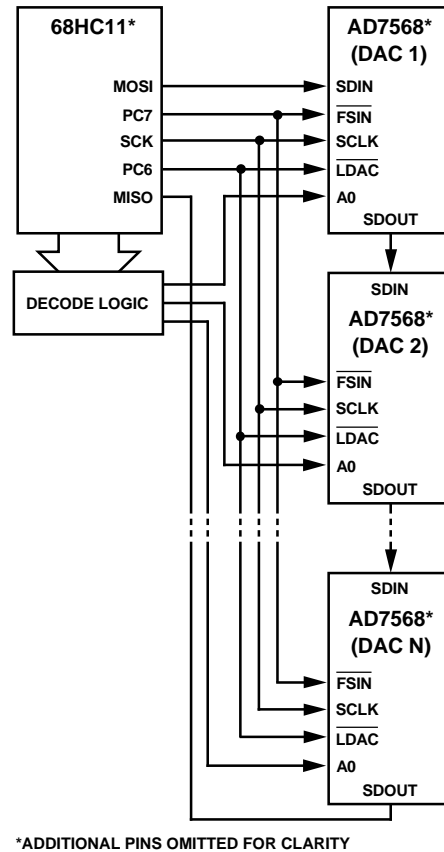 68HC11*
MOSI
PC7
SCK
PC6
MISO
DECODE LOGIC
AD7568*
(DAC 1)
SDIN
FSIN
SCLK
LDAC
A0
SDOUT
SDIN
AD7568*
(DAC 2)
FSIN
SCLK
LDAC
A0
SDOUT
SDIN
AD7568*
(DAC N)
FSIN
SCLK
LDAC
A0
SDOUT
*ADDITIONAL PINS OMITTED FOR CLARITY